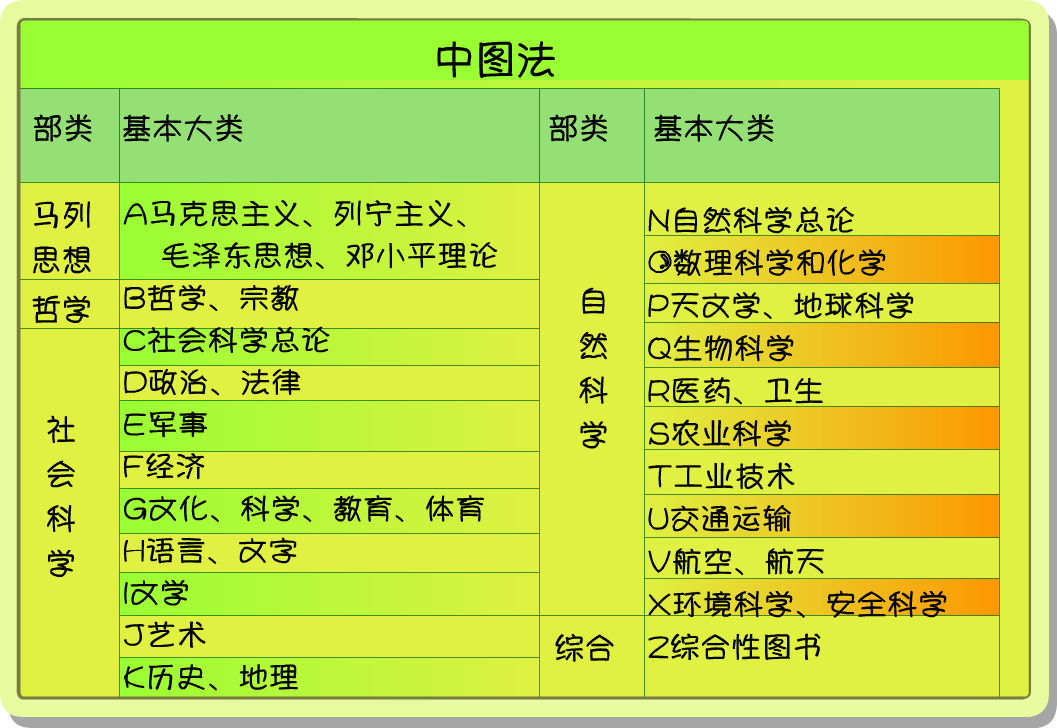 中图法
部类 基本大类 部类 基本大类
马列
思想
A马克思主义、列宁主义、
毛泽东思想、邓小平理论
哲学
B哲学、宗教
社
会
科
学
C社会科学总论
D政治、法律
E军事
F经济
G文化、科学、教育、体育
H语言、文字
I文学
J艺术
K历史、地理
自
然
科
学
N自然科学总论
O数理科学和化学
P天文学、地球科学
Q生物科学
R医药、卫生
S农业科学
T工业技术
U交通运输
V航空、航天
X环境科学、安全科学
综合
Z综合性图书